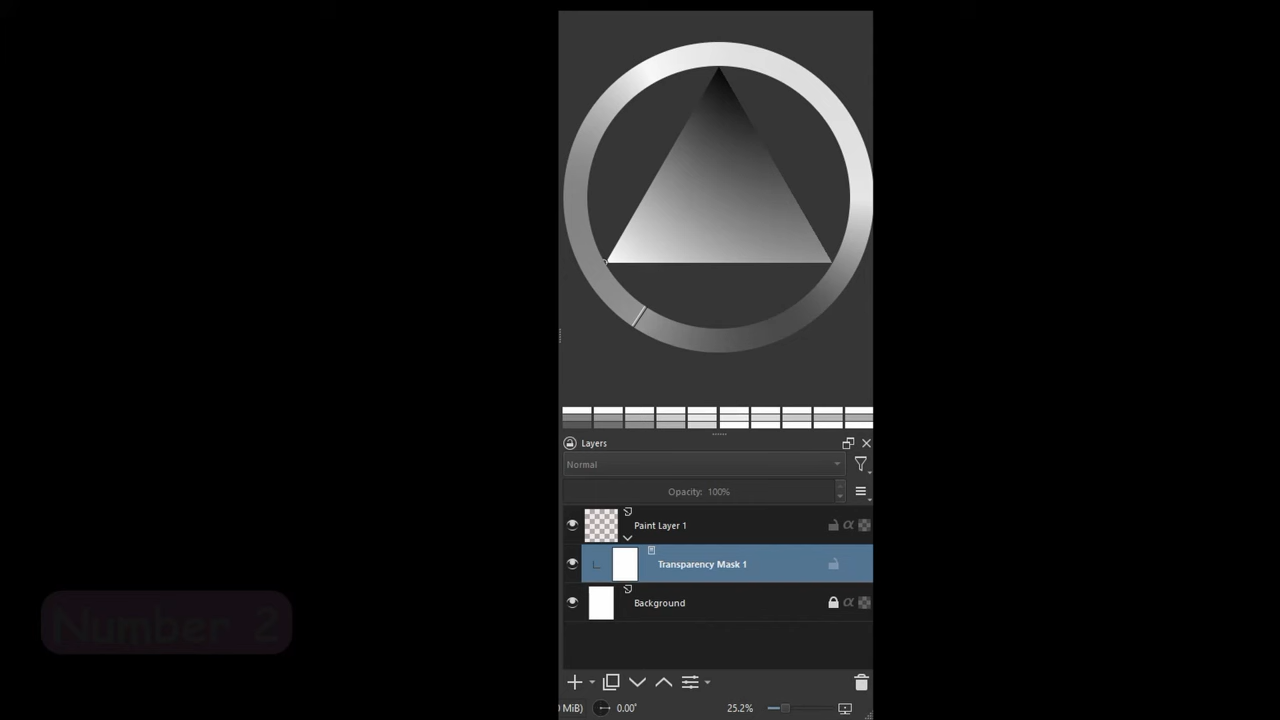 Layers
Normal
Opacity: 100%
Paint Layer 1
Transparency Mask 1
Background
Number 2
MiB) 0.00° 25.2%